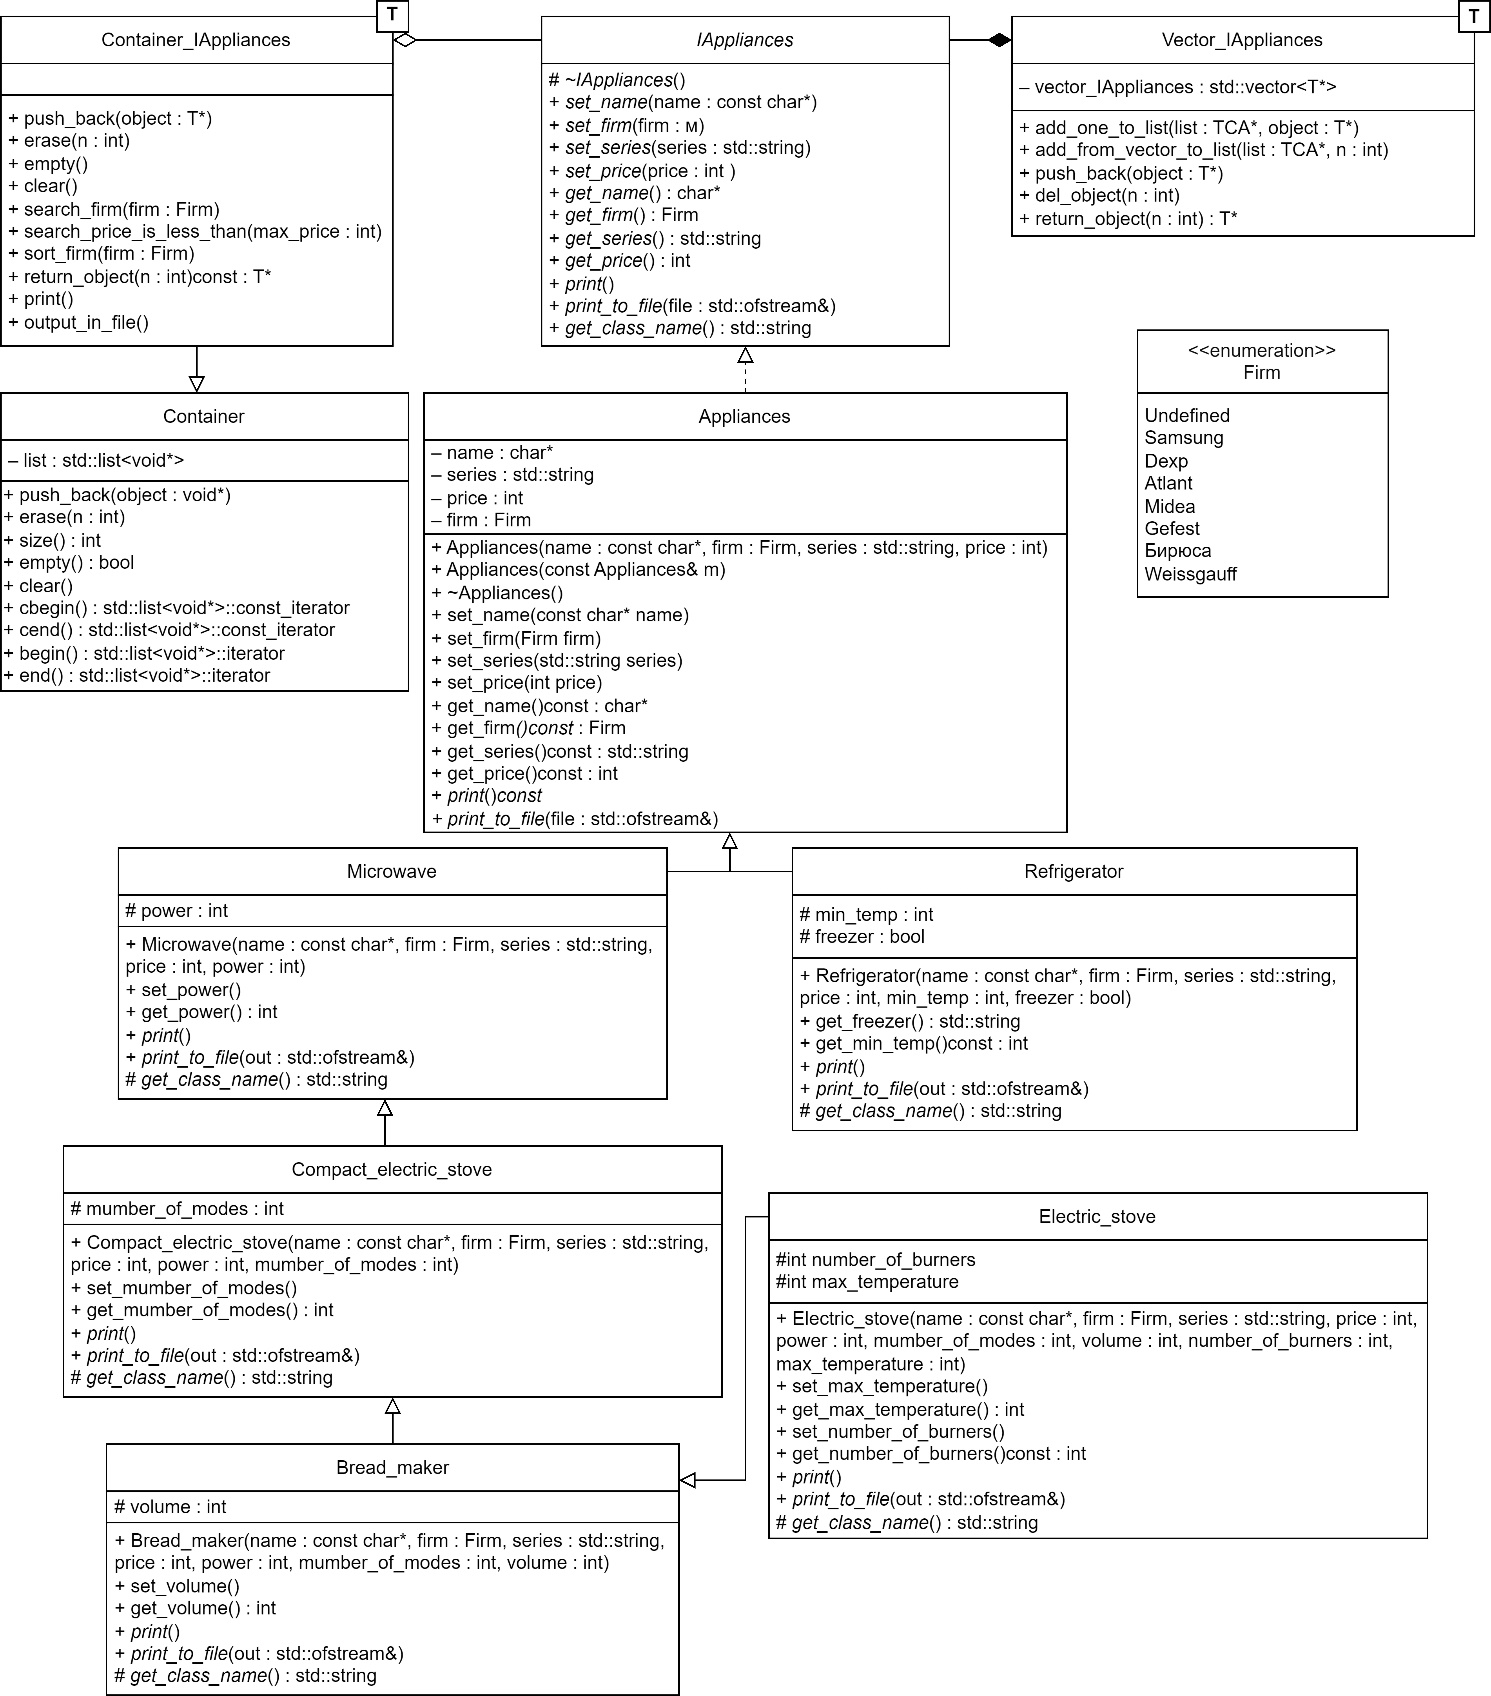 T
Container_IAppliances
+ push_back(object : T*)
+ erase(n : int)
+ empty()
+ clear()
+ search_firm(firm : Firm)
+ search_price_is_less_than(max_price : int)
+ sort_firm(firm : Firm)
+ return_object(n : int)const : T*
+ print()
+ output_in_file()
IAppliances
# ~IAppliances()
+ set_name(name : const char*)
+ set_firm(firm : м)
+ set_series(series : std::string)
+ set_price(price : int )
+ get_name() : char*
+ get_firm() : Firm
+ get_series() : std::string
+ get_price() : int
+ print()
+ print_to_file(file : std::ofstream&)
+ get_class_name() : std::string
T
Vector_IAppliances
– vector_IAppliances : std::vector<T*>
+ add_one_to_list(list : TCA*, object : T*)
+ add_from_vector_to_list(list : TCA*, n : int)
+ push_back(object : T*)
+ del_object(n : int)
+ return_object(n : int) : T*
<<enumeration>>
Firm
Undefined
Samsung
Dexp
Atlant
Midea
Gefest
Бирюса
Weissgauff
Container
– list : std::list<void*>
+ push_back(object : void*)
+ erase(n : int)
+ size() : int
+ empty() : bool
+ clear()
+ cbegin() : std::list<void*>::const_iterator
+ cend() : std::list<void*>::const_iterator
+ begin() : std::list<void*>::iterator
+ end() : std::list<void*>::iterator
Appliances
– name : char*
– series : std::string
– price : int
– firm : Firm
+ Appliances(name : const char*, firm : Firm, series : std::string, price : int)
+ Appliances(const Appliances& m)
+ ~Appliances()
+ set_name(const char* name)
+ set_firm(Firm firm)
+ set_series(std::string series)
+ set_price(int price)
+ get_name()const : char*
+ get_firm()const : Firm
+ get_series()const : std::string
+ get_price()const : int
+ print()const
+ print_to_file(file : std::ofstream&)
Microwave
# power : int
+ Microwave(name : const char*, firm : Firm, series : std::string,
price : int, power : int)
+ set_power()
+ get_power() : int
+ print()
+ print_to_file(out : std::ofstream&)
# get_class_name() : std::string
Refrigerator
# min_temp : int
# freezer : bool
+ Refrigerator(name : const char*, firm : Firm, series : std::string,
price : int, min_temp : int, freezer : bool)
+ get_freezer() : std::string
+ get_min_temp()const : int
+ print()
+ print_to_file(out : std::ofstream&)
# get_class_name() : std::string
Compact_electric_stove
# mumber_of_modes : int
+ Compact_electric_stove(name : const char*, firm : Firm, series : std::string,
price : int, power : int, mumber_of_modes : int)
+ set_mumber_of_modes()
+ get_mumber_of_modes() : int
+ print()
+ print_to_file(out : std::ofstream&)
# get_class_name() : std::string
Electric_stove
#int number_of_burners
#int max_temperature
+ Electric_stove(name : const char*, firm : Firm, series : std::string, price : int,
power : int, mumber_of_modes : int, volume : int, number_of_burners : int,
max_temperature : int)
+ set_max_temperature()
+ get_max_temperature() : int
+ set_number_of_burners()
+ get_number_of_burners()const : int
+ print()
+ print_to_file(out : std::ofstream&)
# get_class_name() : std::string
Bread_maker
# volume : int
+ Bread_maker(name : const char*, firm : Firm, series : std::string,
price : int, power : int, mumber_of_modes : int, volume : int)
+ set_volume()
+ get_volume() : int
+ print()
+ print_to_file(out : std::ofstream&)
# get_class_name() : std::string